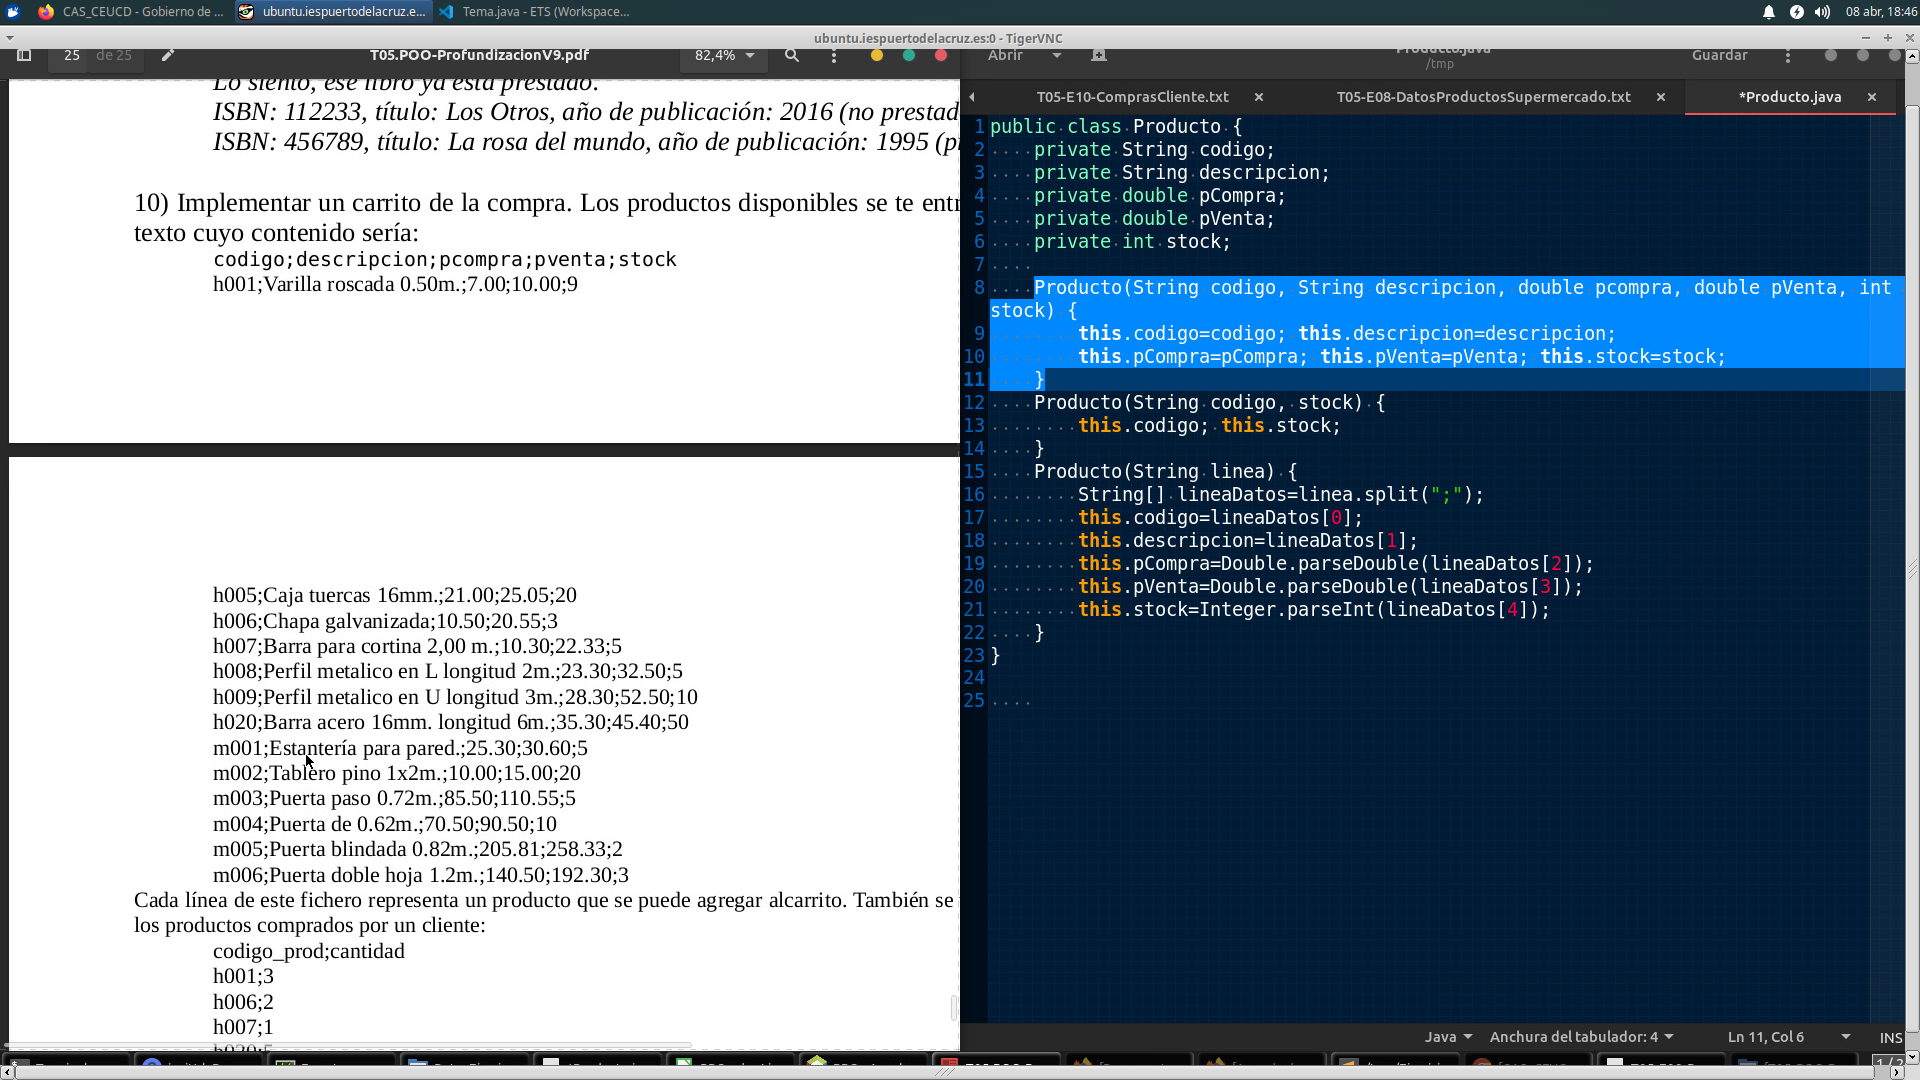 CAS_CEUCD - Gobierno de ...
ubuntu.iespuertodelacruz.e...
Tema.java - ETS (Workspace...
08 abr, 18:46
ubuntu.iespuertodelacruz.es:0 - TigerVNC
25 de 25
T05.POO-ProfundizacionV9.pdf
82,4%
Abrir
Producto.java
/tmp
Guardar
Lo siento, ese libro ya está prestado.
ISBN: 112233, título: Los Otros, año de publicación: 2016 (no prestad
ISBN: 456789, título: La rosa del mundo, año de publicación: 1995 (p
10) Implementar un carrito de la compra. Los productos disponibles se te entr
texto cuyo contenido sería:
codigo;descripcion;pcompra;pventa;stock
h001;Varilla roscada 0.50m.;7.00;10.00;9
h005;Caja tuercas 16mm.;21.00;25.05;20
h006;Chapa galvanizada;10.50;20.55;3
h007;Barra para cortina 2,00 m.;10.30;22.33;5
h008;Perfil metalico en L longitud 2m.;23.30;32.50;5
h009;Perfil metalico en U longitud 3m.;28.30;52.50;10
h020;Barra acero 16mm. longitud 6m.;35.30;45.40;50
m001;Estantería para pared.;25.30;30.60;5
m002;Tablero pino 1x2m.;10.00;15.00;20
m003;Puerta paso 0.72m.;85.50;110.55;5
m004;Puerta de 0.62m.;70.50;90.50;10
m005;Puerta blindada 0.82m.;205.81;258.33;2
m006;Puerta doble hoja 1.2m.;140.50;192.30;3
Cada línea de este fichero representa un producto que se puede agregar alcarrito. También se
los productos comprados por un cliente:
codigo_prod;cantidad
h001;3
h006;2
h007;1
T05-E10-ComprasCliente.txt
T05-E08-DatosProductosSupermercado.txt
*Producto.java
1 public class Producto {
2 private String codigo;
3 private String descripcion;
4 private double pCompra;
5 private double pVenta;
6 private int stock;
7
8 Producto(String codigo, String descripcion, double pcompra, double pVenta, int
stock) {
9 this.codigo=codigo; this.descripcion=descripcion;
10 this.pCompra=pCompra; this.pVenta=pVenta; this.stock=stock;
11 }
12 Producto(String codigo, stock) {
13 this.codigo; this.stock;
14 }
15 Producto(String linea) {
16 String[] lineaDatos=linea.split(";");
17 this.codigo=lineaDatos[0];
18 this.descripcion=lineaDatos[1];
19 this.pCompra=Double.parseDouble(lineaDatos[2]);
20 this.pVenta=Double.parseDouble(lineaDatos[3]);
21 this.stock=Integer.parseInt(lineaDatos[4]);
22 }
23 }
24
25
Java
Anchura del tabulador: 4
Ln 11, Col 6
INS